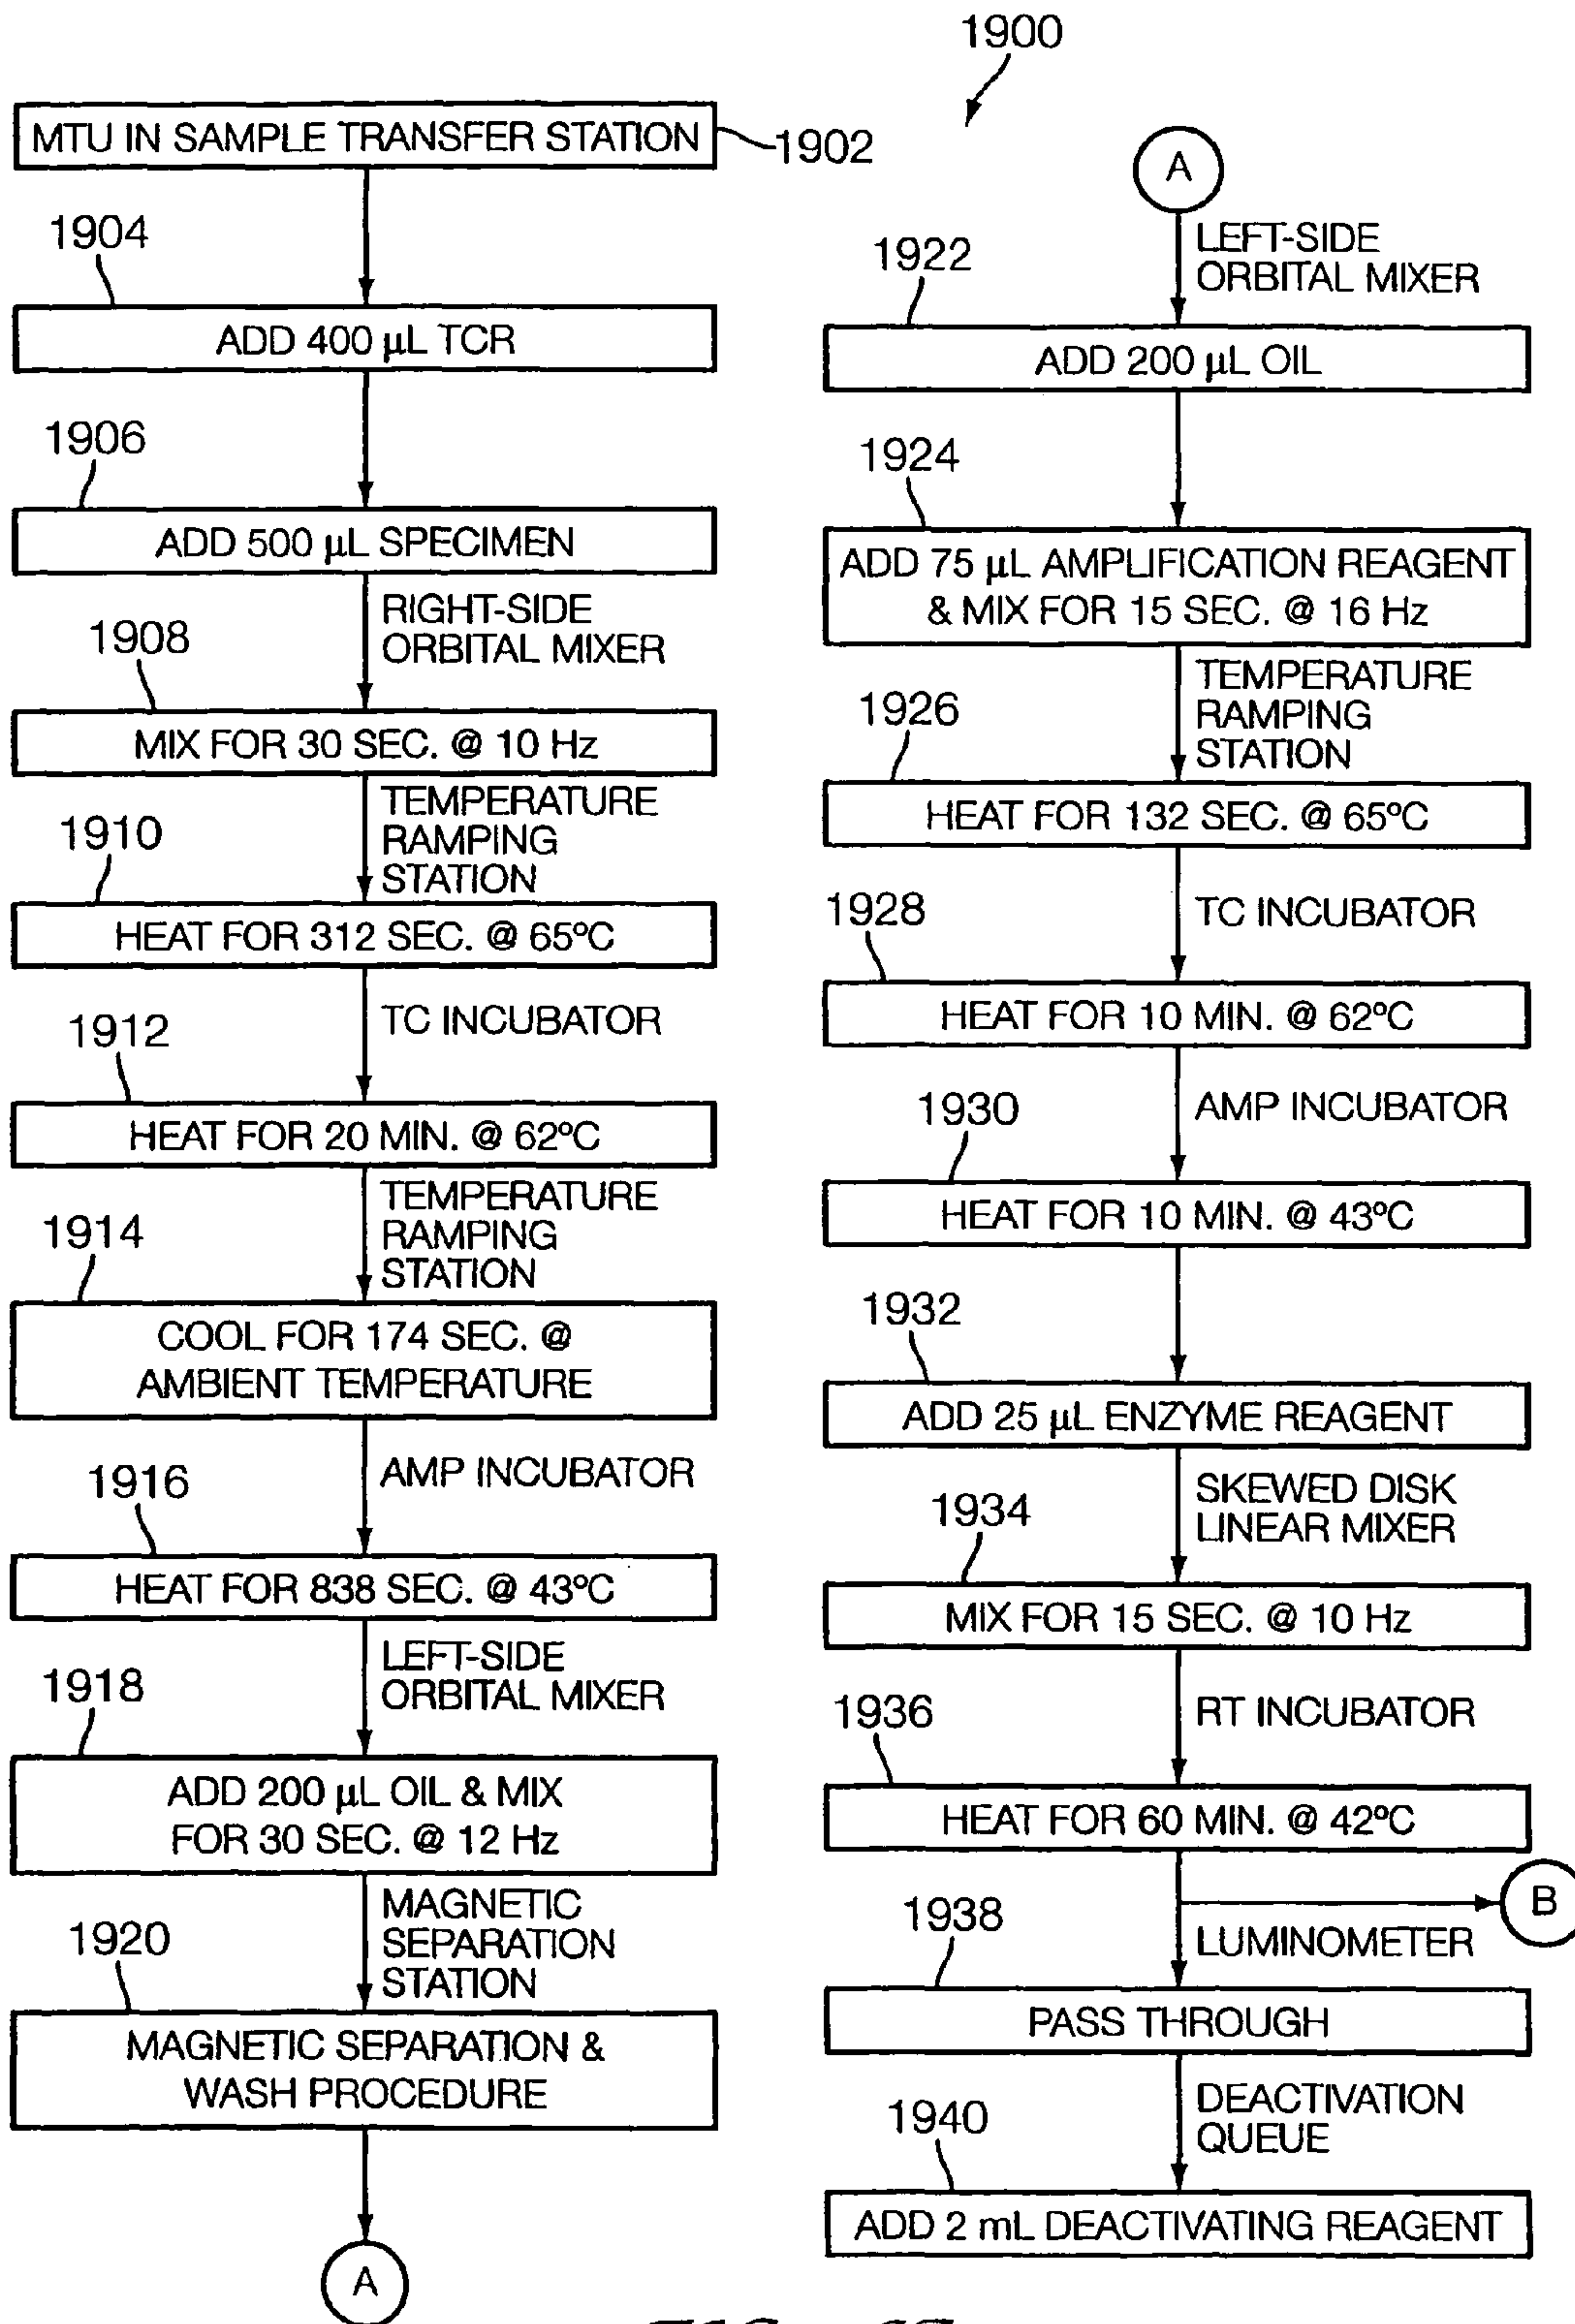 1900
MTU IN SAMPLE TRANSFER STATION
1902
1904
ADD 400 µL TCR
1906
ADD 500 µL SPECIMEN
RIGHT-SIDE
ORBITAL MIXER
1908
MIX FOR 30 SEC. @ 10 Hz
TEMPERATURE
RAMPING
STATION
1910
HEAT FOR 312 SEC. @ 65ºC
TC INCUBATOR
1912
HEAT FOR 20 MIN. @ 62ºC
TEMPERATURE
RAMPING
STATION
1914
COOL FOR 174 SEC. @
AMBIENT TEMPERATURE
AMP INCUBATOR
1916
HEAT FOR 838 SEC. @ 43ºC
LEFT-SIDE
ORBITAL MIXER
1918
ADD 200 µL OIL & MIX
FOR 30 SEC. @ 12 Hz
MAGNETIC
SEPARATION
STATION
1920
MAGNETIC SEPARATION &
WASH PROCEDURE
A
A
LEFT-SIDE
ORBITAL MIXER
1922
ADD 200 µL OIL
1924
ADD 75 µL AMPLIFICATION REAGENT
& MIX FOR 15 SEC. @ 16 Hz
TEMPERATURE
RAMPING
STATION
1926
HEAT FOR 132 SEC. @ 65ºC
TC INCUBATOR
1928
HEAT FOR 10 MIN. @ 62ºC
AMP INCUBATOR
1930
HEAT FOR 10 MIN. @ 43ºC
1932
ADD 25 µL ENZYME REAGENT
SKEWED DISK
LINEAR MIXER
1934
MIX FOR 15 SEC. @ 10 Hz
RT INCUBATOR
1936
HEAT FOR 60 MIN. @ 42ºC
B
LUMINOMETER
1938
PASS THROUGH
DEACTIVATION
QUEUE
1940
ADD 2 mL DEACTIVATING REAGENT